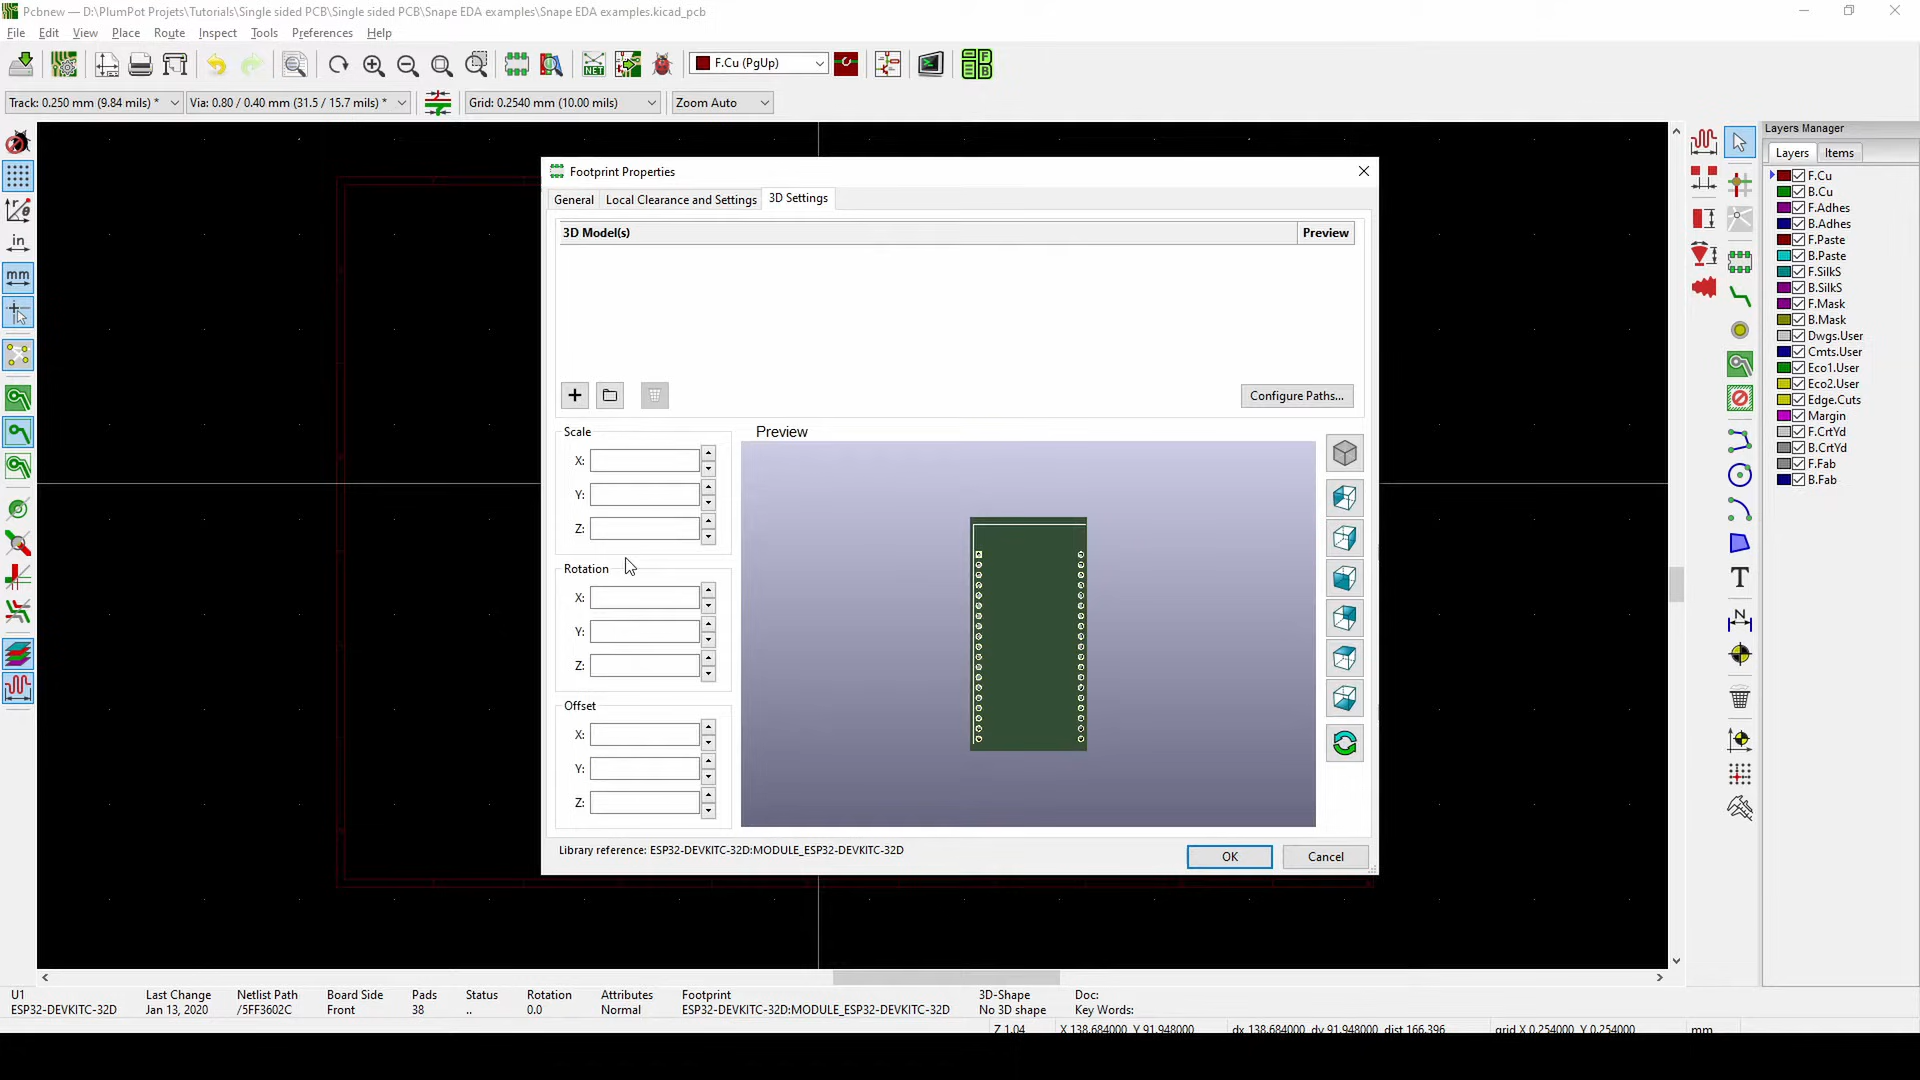 Pcbnew — D:\PlumPot Projets\Tutorials\Single sided PCB\Single sided PCB\Snape EDA examples\Snape EDA examples.kicad_pcb
File Edit View Place Route Inspect Tools Preferences Help
NET
F.Cu (PgUp)
Track: 0.250 mm (9.84 mils) *
Via: 0.80 / 0.40 mm (31.5 / 15.7 mils) *
Grid: 0.2540 mm (10.00 mils)
Zoom Auto
in
mm
Footprint Properties
General
Local Clearance and Settings
3D Settings
3D Model(s)
Preview
Configure Paths...
Scale
X:
Y:
Z:
Rotation
X:
Y:
Z:
Offset
X:
Y:
Z:
Preview
Library reference: ESP32-DEVKITC-32D:MODULE_ESP32-DEVKITC-32D
OK
Cancel
Layers Manager
Layers
Items
F.Cu
B.Cu
F.Adhes
B.Adhes
F.Paste
B.Paste
F.SilkS
B.SilkS
F.Mask
B.Mask
Dwgs.User
Cmts.User
Eco1.User
Eco2.User
Edge.Cuts
Margin
F.CrtYd
B.CrtYd
F.Fab
B.Fab
T
N
U1 Last Change Netlist Path Board Side Pads Status Rotation Attributes Footprint 3D-Shape Doc:
ESP32-DEVKITC-32D Jan 13, 2020 /5FF3602C Front 38 .. 0.0 Normal ESP32-DEVKITC-32D:MODULE_ESP32-DEVKITC-32D No 3D shape Key Words:
Z 1.04 X 138.684000 Y 91.948000 dx 138.684000 dy 91.948000 dist 166.396 grid X 0.254000 Y 0.254000 mm